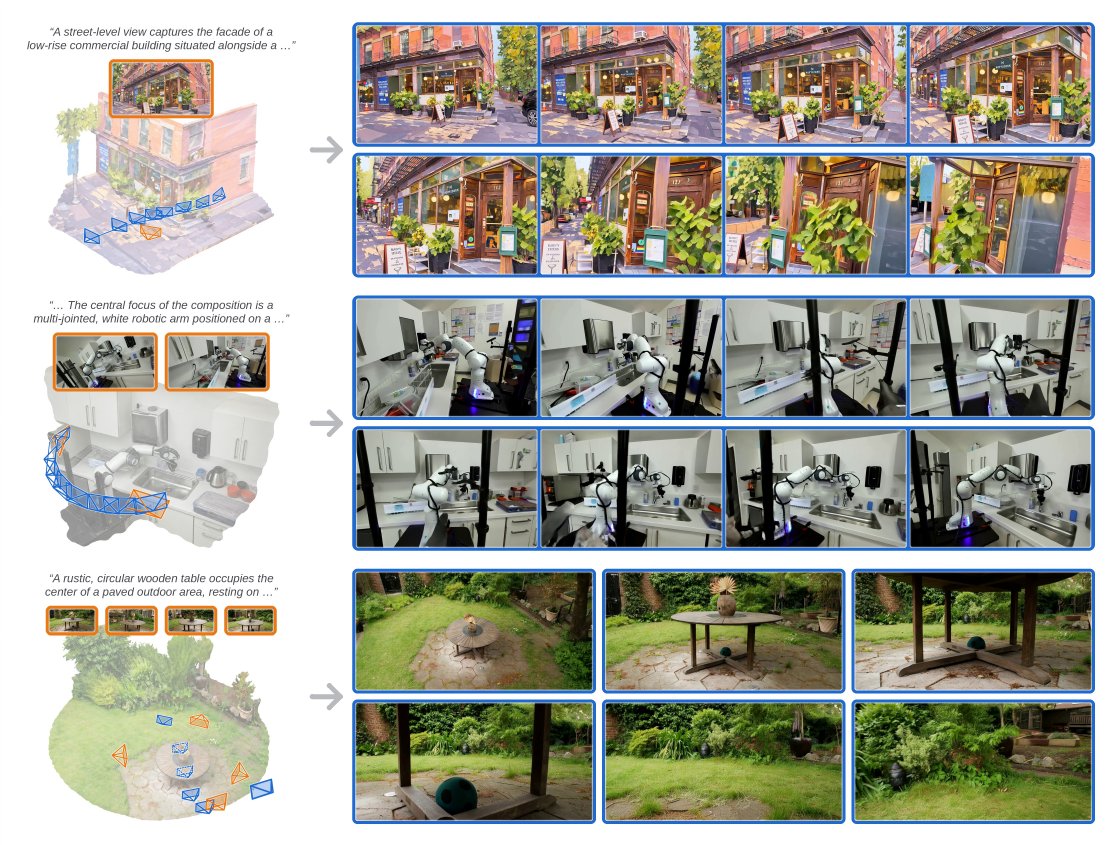 “A street-level view captures the facade of a
low-rise commercial building situated alongside a …”
“… The central focus of the composition is a
multi-jointed, white robotic arm positioned on a …”
“A rustic, circular wooden table occupies the
center of a paved outdoor area, resting on …”